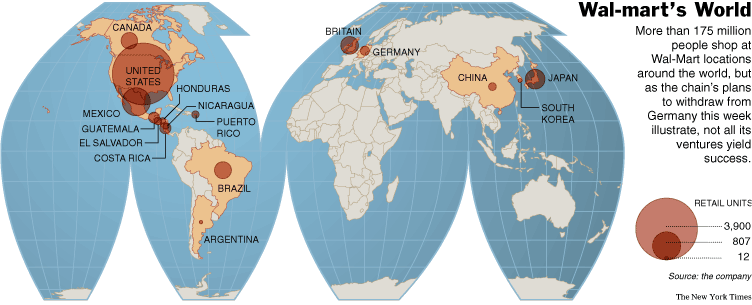 Wal-mart's World
More than 175 million
people shop at
Wal-Mart locations
around the world, but
as the chain's plans
to withdraw from
Germany this week
illustrate, not all its
ventures yield
success.
CANADA
UNITED
STATES
MEXICO
GUATEMALA
EL SALVADOR
COSTA RICA
HONDURAS
NICARAGUA
PUERTO
RICO
BRAZIL
ARGENTINA
BRITAIN
GERMANY
CHINA
JAPAN
SOUTH
KOREA
RETAIL UNITS
3,900
807
12
Source: the company
The New York Times